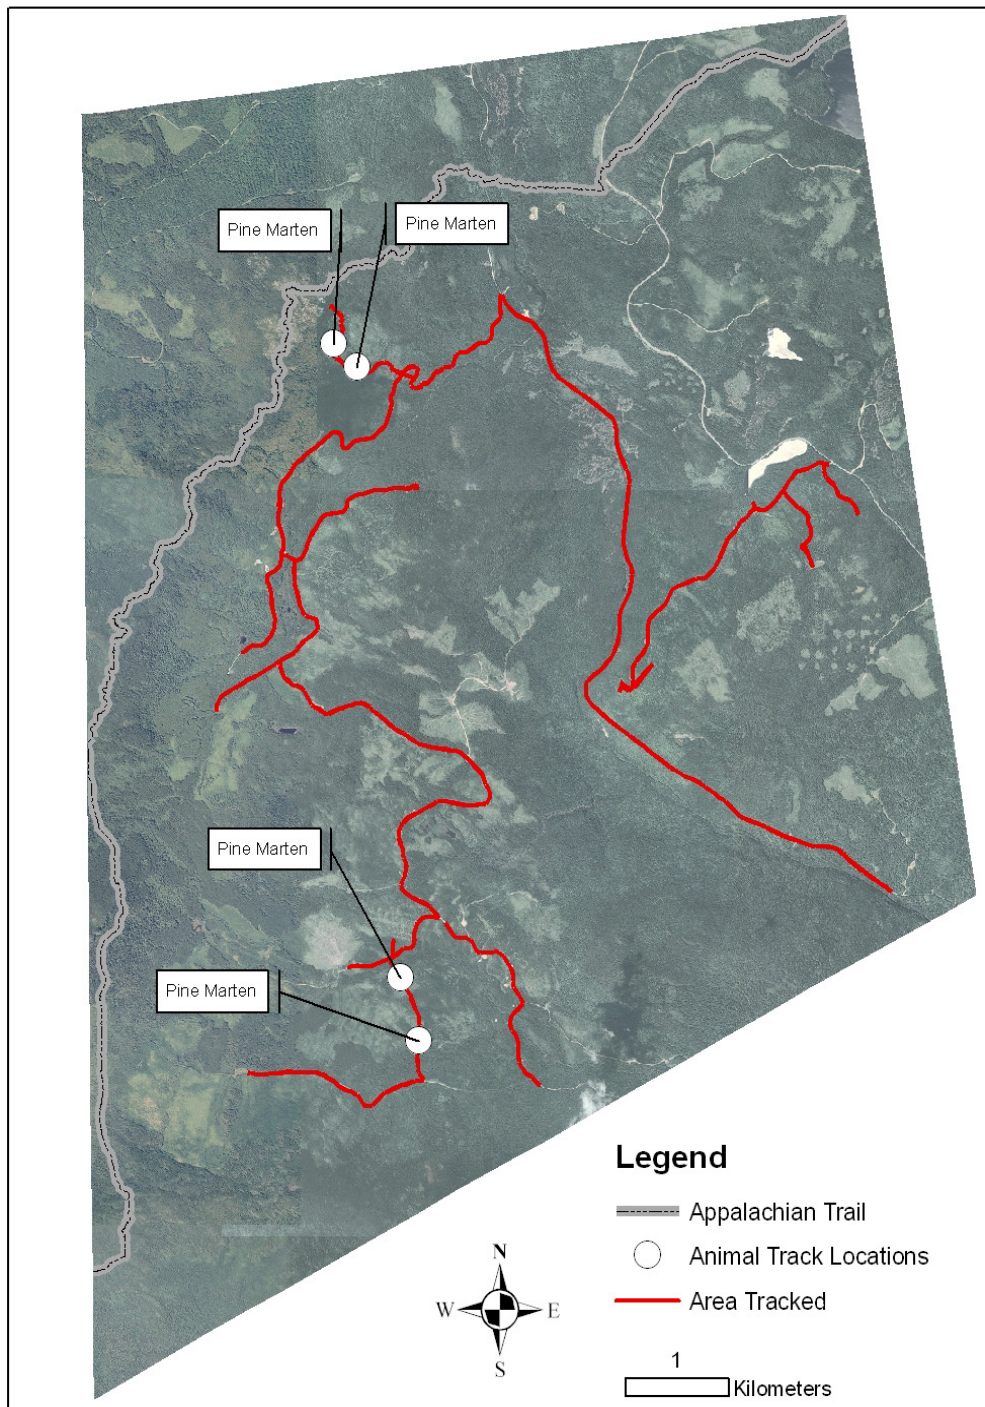 Pine Marten
Pine Marten
Pine Marten
Pine Marten
Legend
Appalachian Trail
Animal Track Locations
Area Tracked
N
W
E
S
1
Kilometers